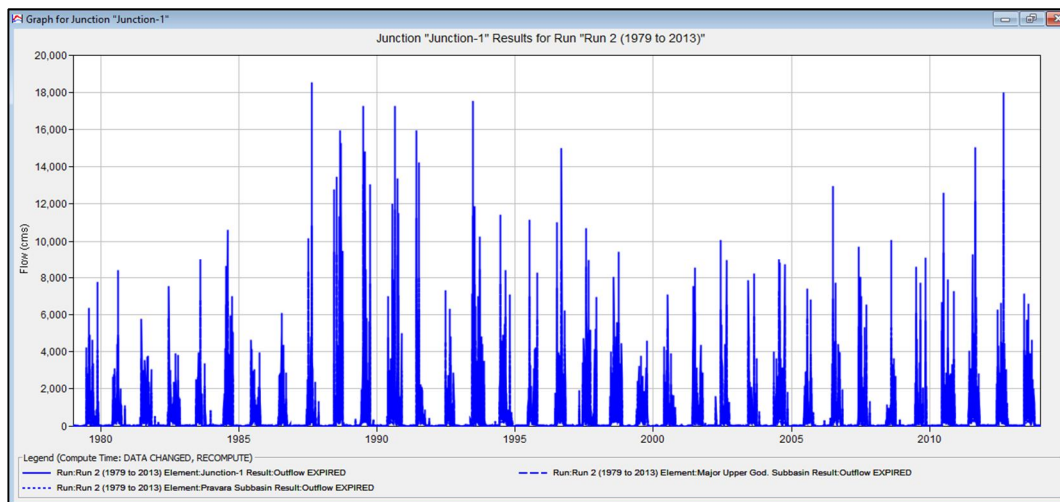 Graph for Junction "Junction-1"
Junction "Junction-1" Results for Run "Run 2 (1979 to 2013)"
20,000
18,000
16,000
14,000
12,000
10,000
8,000
6,000
4,000
2,000
0
Flow (cms)
1980 1985 1990 1995 2000 2005 2010
Legend (Compute Time: DATA CHANGED, RECOMPUTE)
Run:Run 2 (1979 to 2013) Element:Junction-1 Result:Outflow EXPIRED Run:Run 2 (1979 to 2013) Element:Major Upper God. Subbasin Result:Outflow EXPIRED
Run:Run 2 (1979 to 2013) Element:Pravara Subbasin Result:Outflow EXPIRED